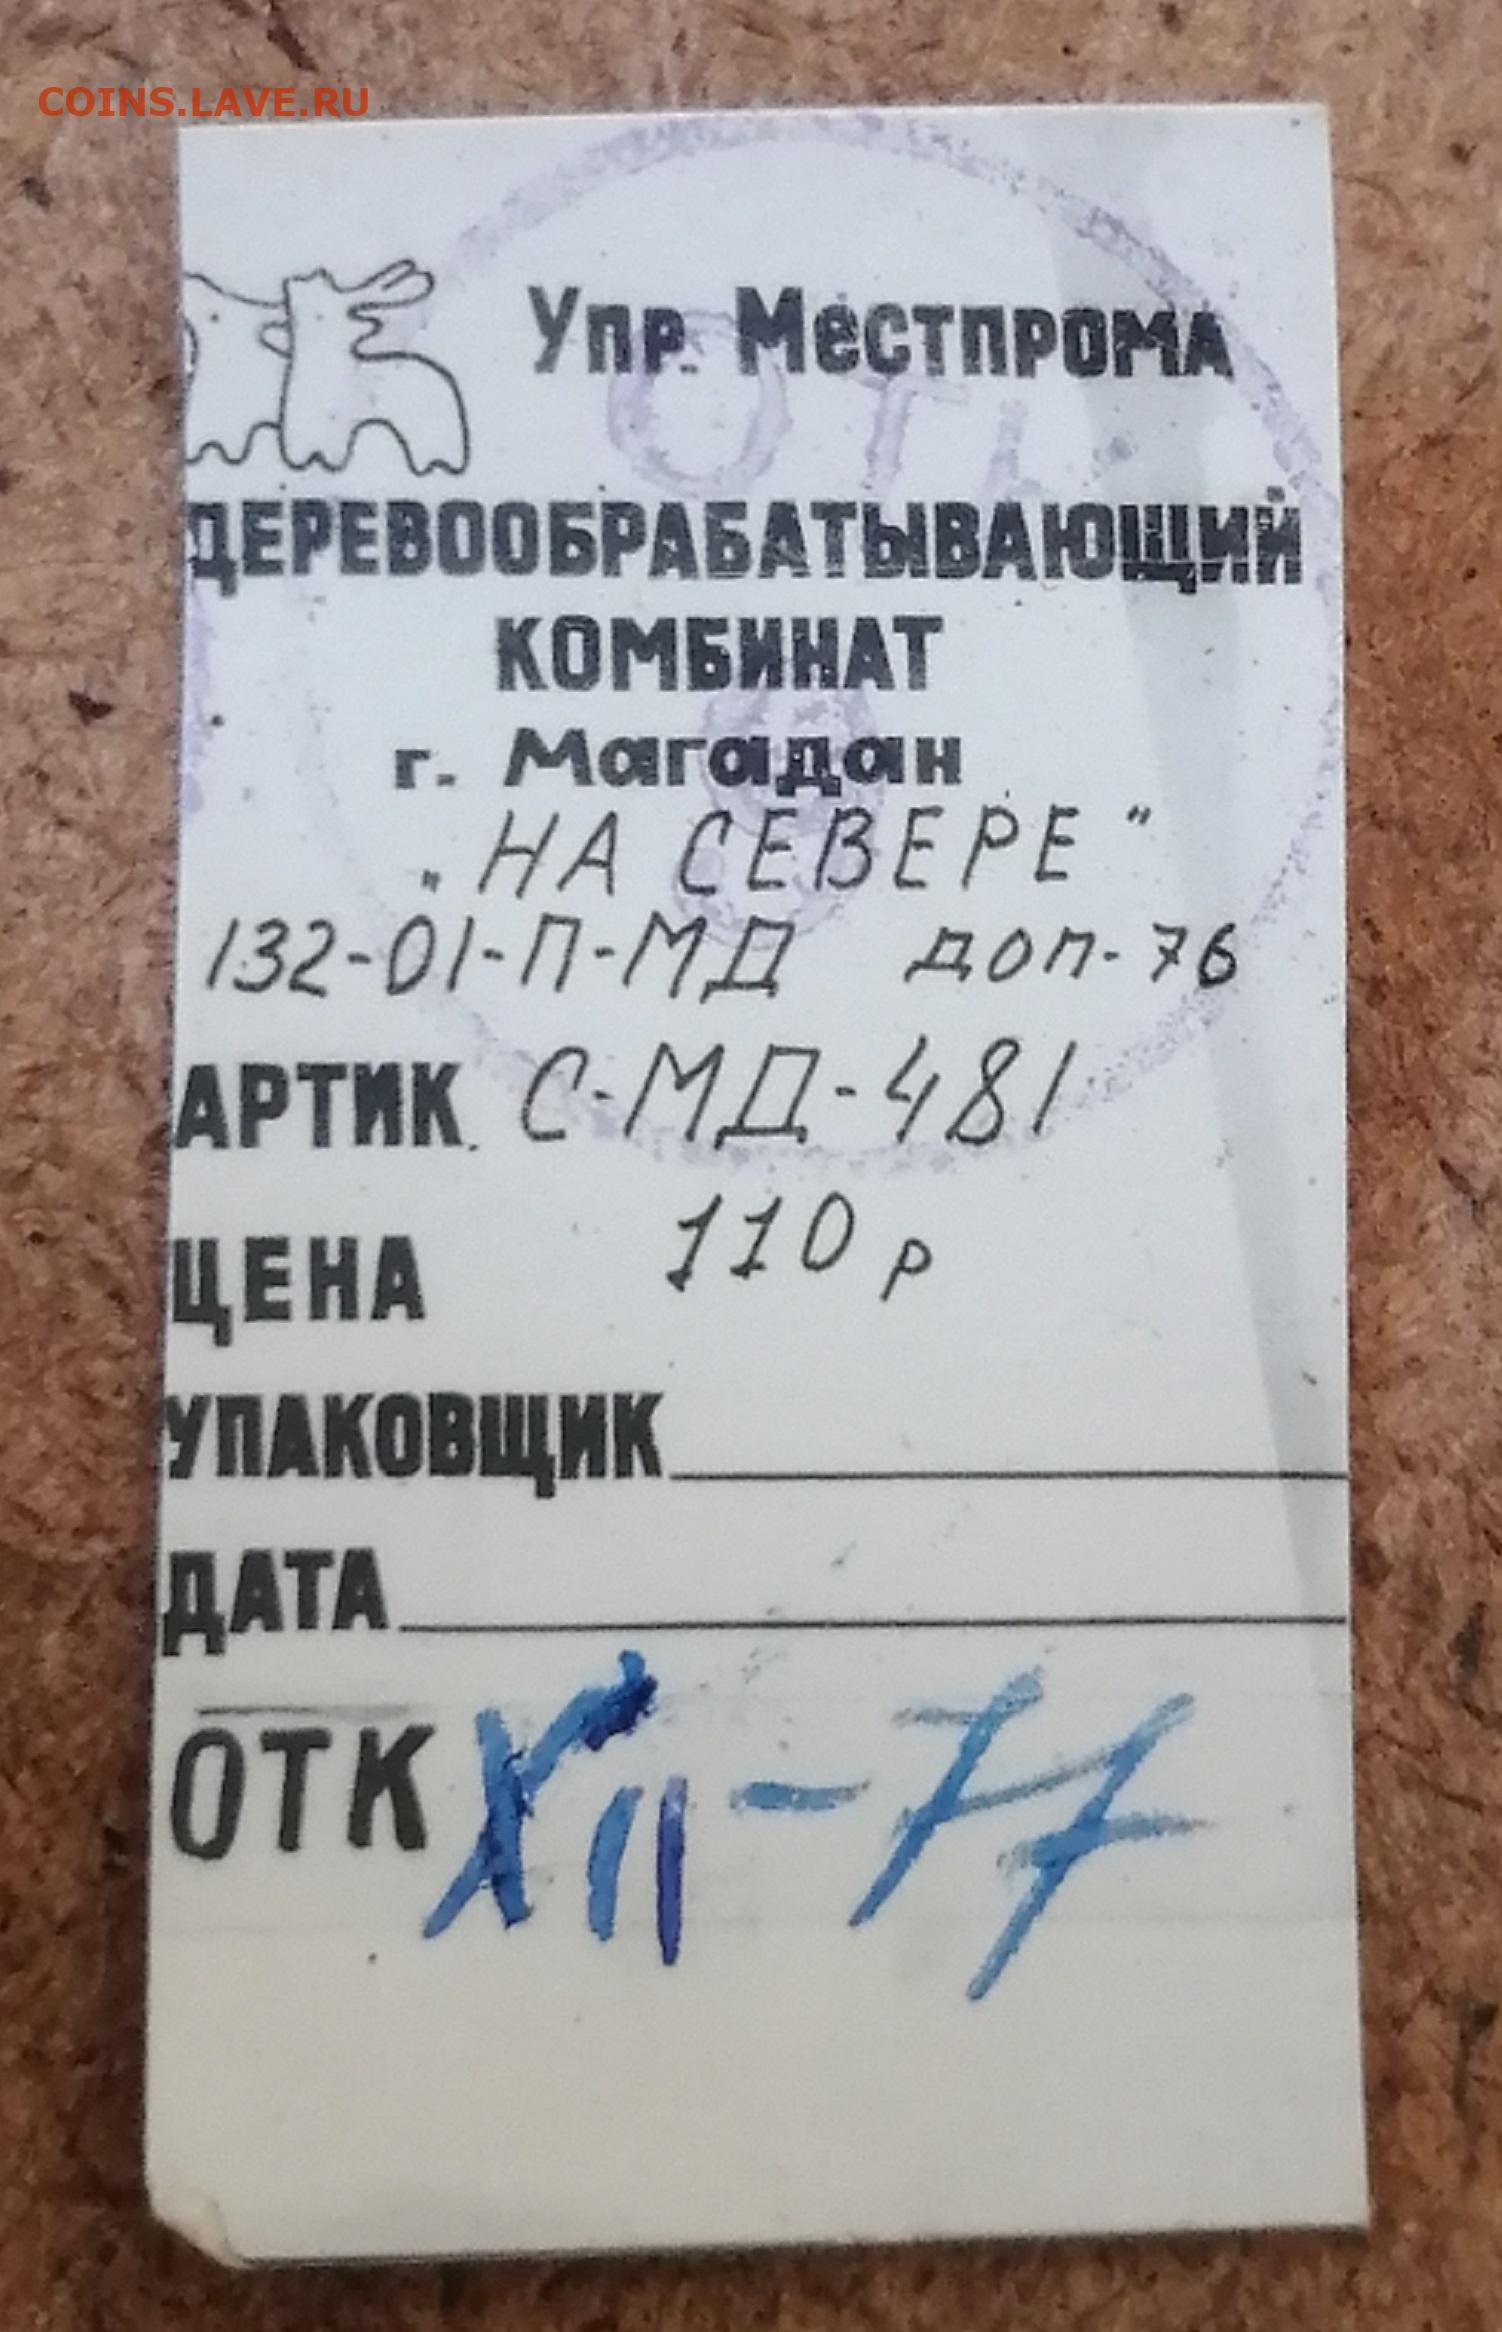 COINS.LAVE.RU
Упр. Местпрома
ДЕРЕВООБРАБАТЫВАЮЩИЙ
КОМБИНАТ
г. Магадан
„НА СЕВЕРЕ"
132-01-П-МД доп-76
АРТИК. С-МД-481
ЦЕНА 110 р
УПАКОВЩИК
ДАТА
ОТК XII-77